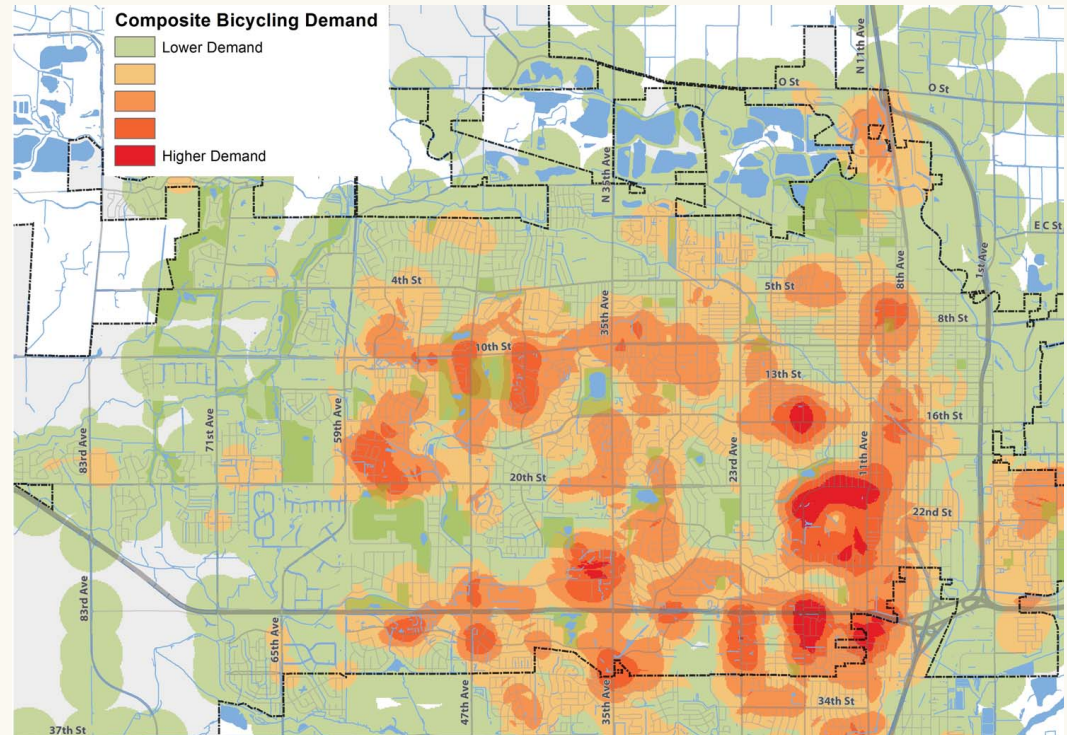 Composite Bicycling Demand
Lower Demand
Higher Demand
N 11th Ave
O St
O St
N 35th Ave
E C St
1st Ave
8th Ave
4th St
5th St
35th Ave
8th St
10th St
13th St
59th Ave
71st Ave
83rd Ave
16th St
23rd Ave
11th Ave
20th St
22nd St
83rd Ave
65th Ave
47th Ave
35th Ave
34th St
37th St